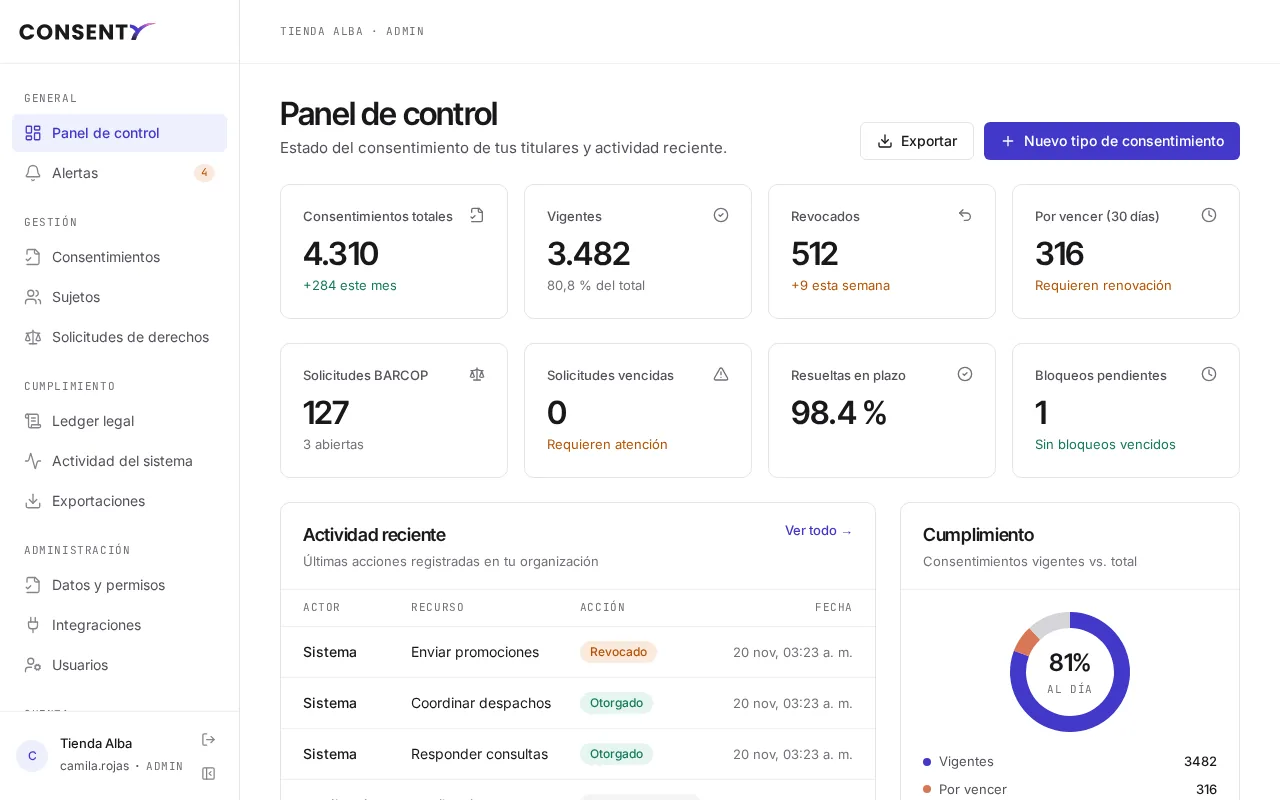 CONSENTY
TIENDA ALBA · ADMIN
GENERAL
Panel de control
Alertas 4
GESTIÓN
Consentimientos
Sujetos
Solicitudes de derechos
CUMPLIMIENTO
Ledger legal
Actividad del sistema
Exportaciones
ADMINISTRACIÓN
Datos y permisos
Integraciones
Usuarios
C
Tienda Alba
camila.rojas · ADMIN
Panel de control
Estado del consentimiento de tus titulares y actividad reciente.
Exportar
Nuevo tipo de consentimiento
Consentimientos totales
4.310
+284 este mes
Vigentes
3.482
80,8 % del total
Revocados
512
+9 esta semana
Por vencer (30 días)
316
Requieren renovación
Solicitudes BARCOP
127
3 abiertas
Solicitudes vencidas
0
Requieren atención
Resueltas en plazo
98.4 %
Bloqueos pendientes
1
Sin bloqueos vencidos
Actividad reciente
Ver todo →
Últimas acciones registradas en tu organización
ACTOR RECURSO ACCIÓN FECHA
Sistema Enviar promociones Revocado 20 nov, 03:23 a. m.
Sistema Coordinar despachos Otorgado 20 nov, 03:23 a. m.
Sistema Responder consultas Otorgado 20 nov, 03:23 a. m.
Cumplimiento
Consentimientos vigentes vs. total
81%
AL DÍA
Vigentes 3482
Por vencer 316